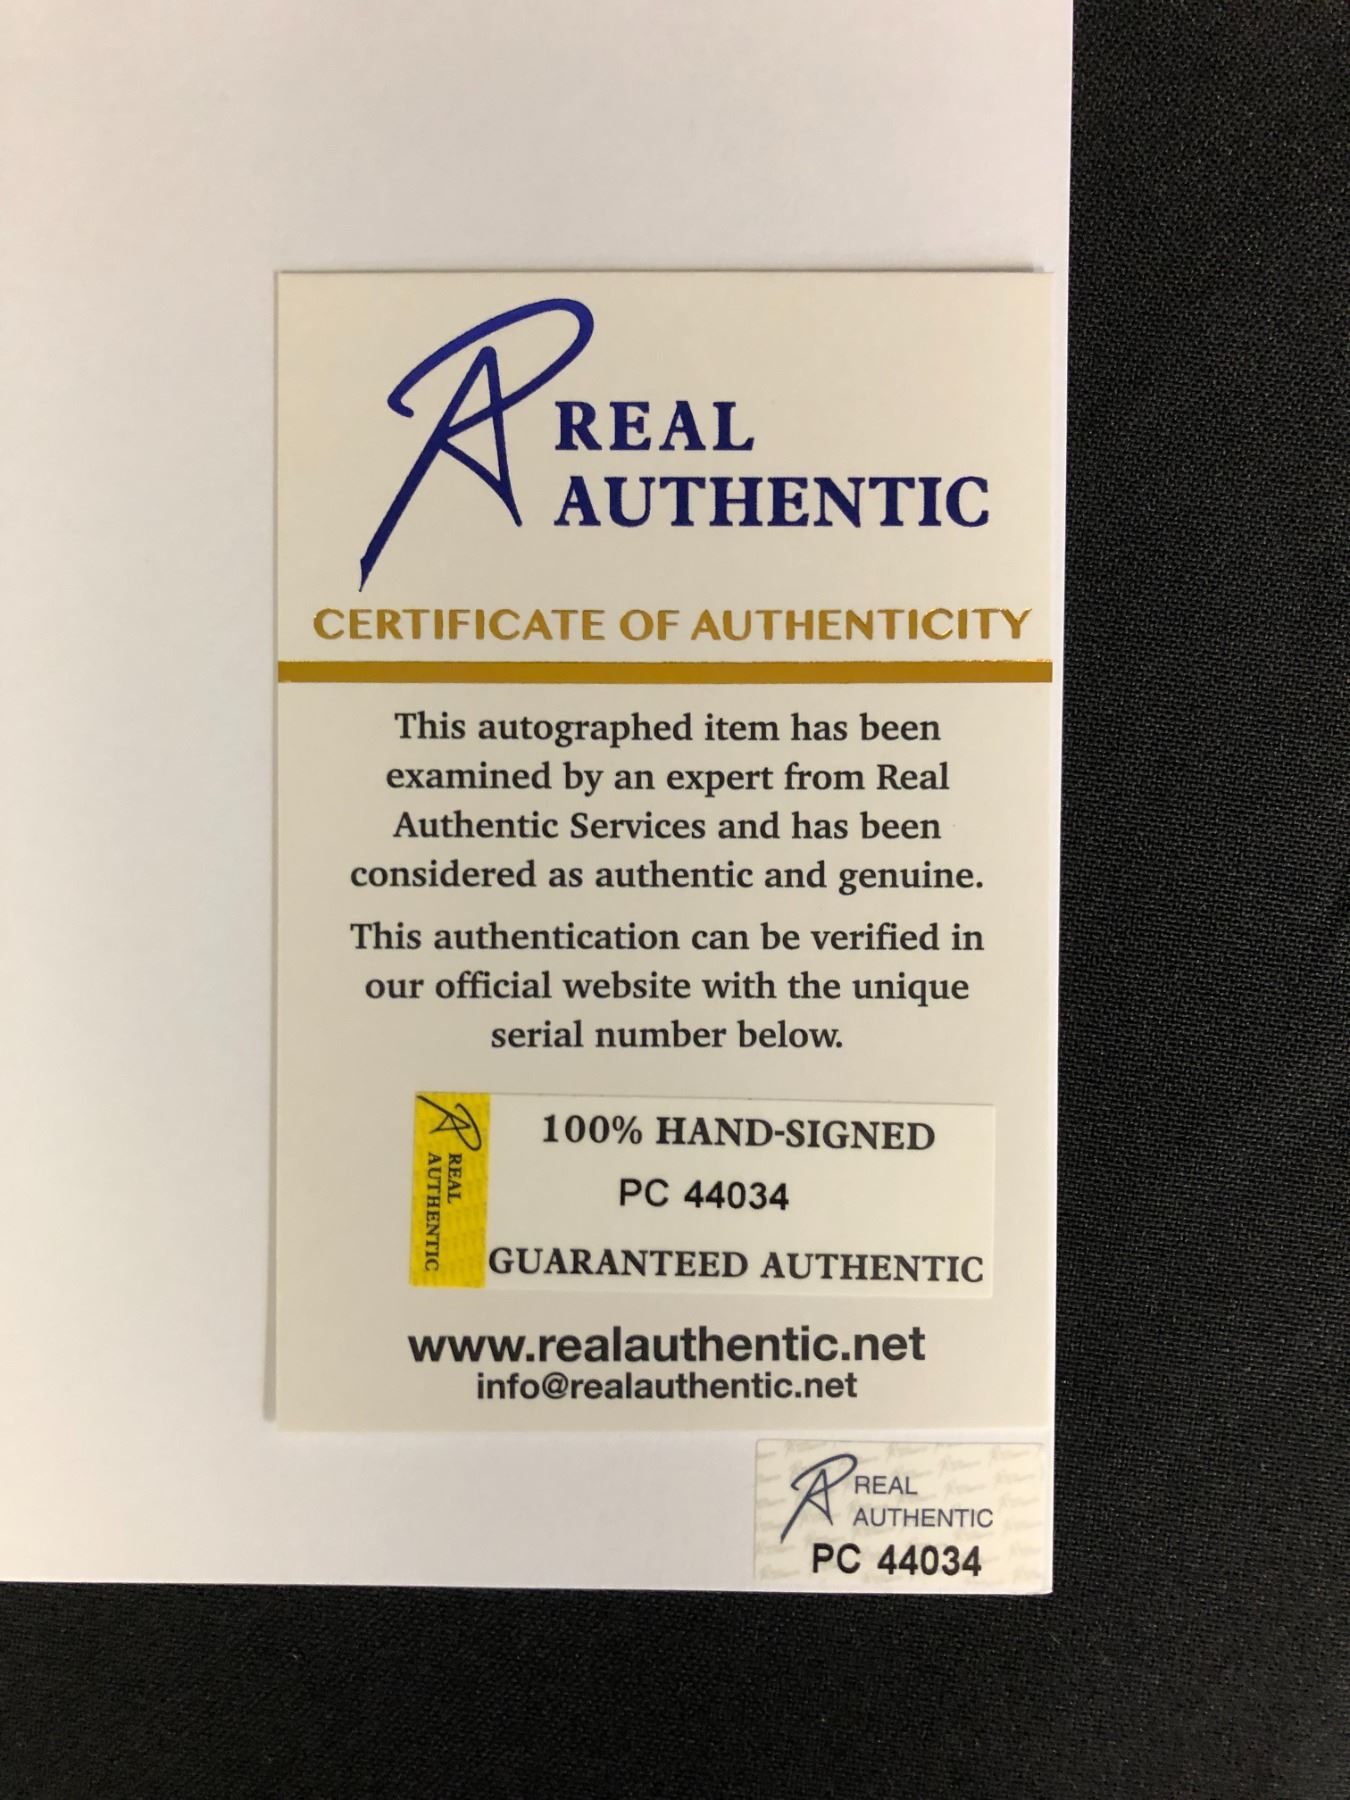 REAL
AUTHENTIC
CERTIFICATE OF AUTHENTICITY
This autographed item has been
examined by an expert from Real
Authentic Services and has been
considered as authentic and genuine.
This authentication can be verified in
our official website with the unique
serial number below.
REAL
AUTHENTIC
100% HAND-SIGNED
PC 44034
GUARANTEED AUTHENTIC
www.realauthentic.net
info@realauthentic.net
REAL
AUTHENTIC
PC 44034